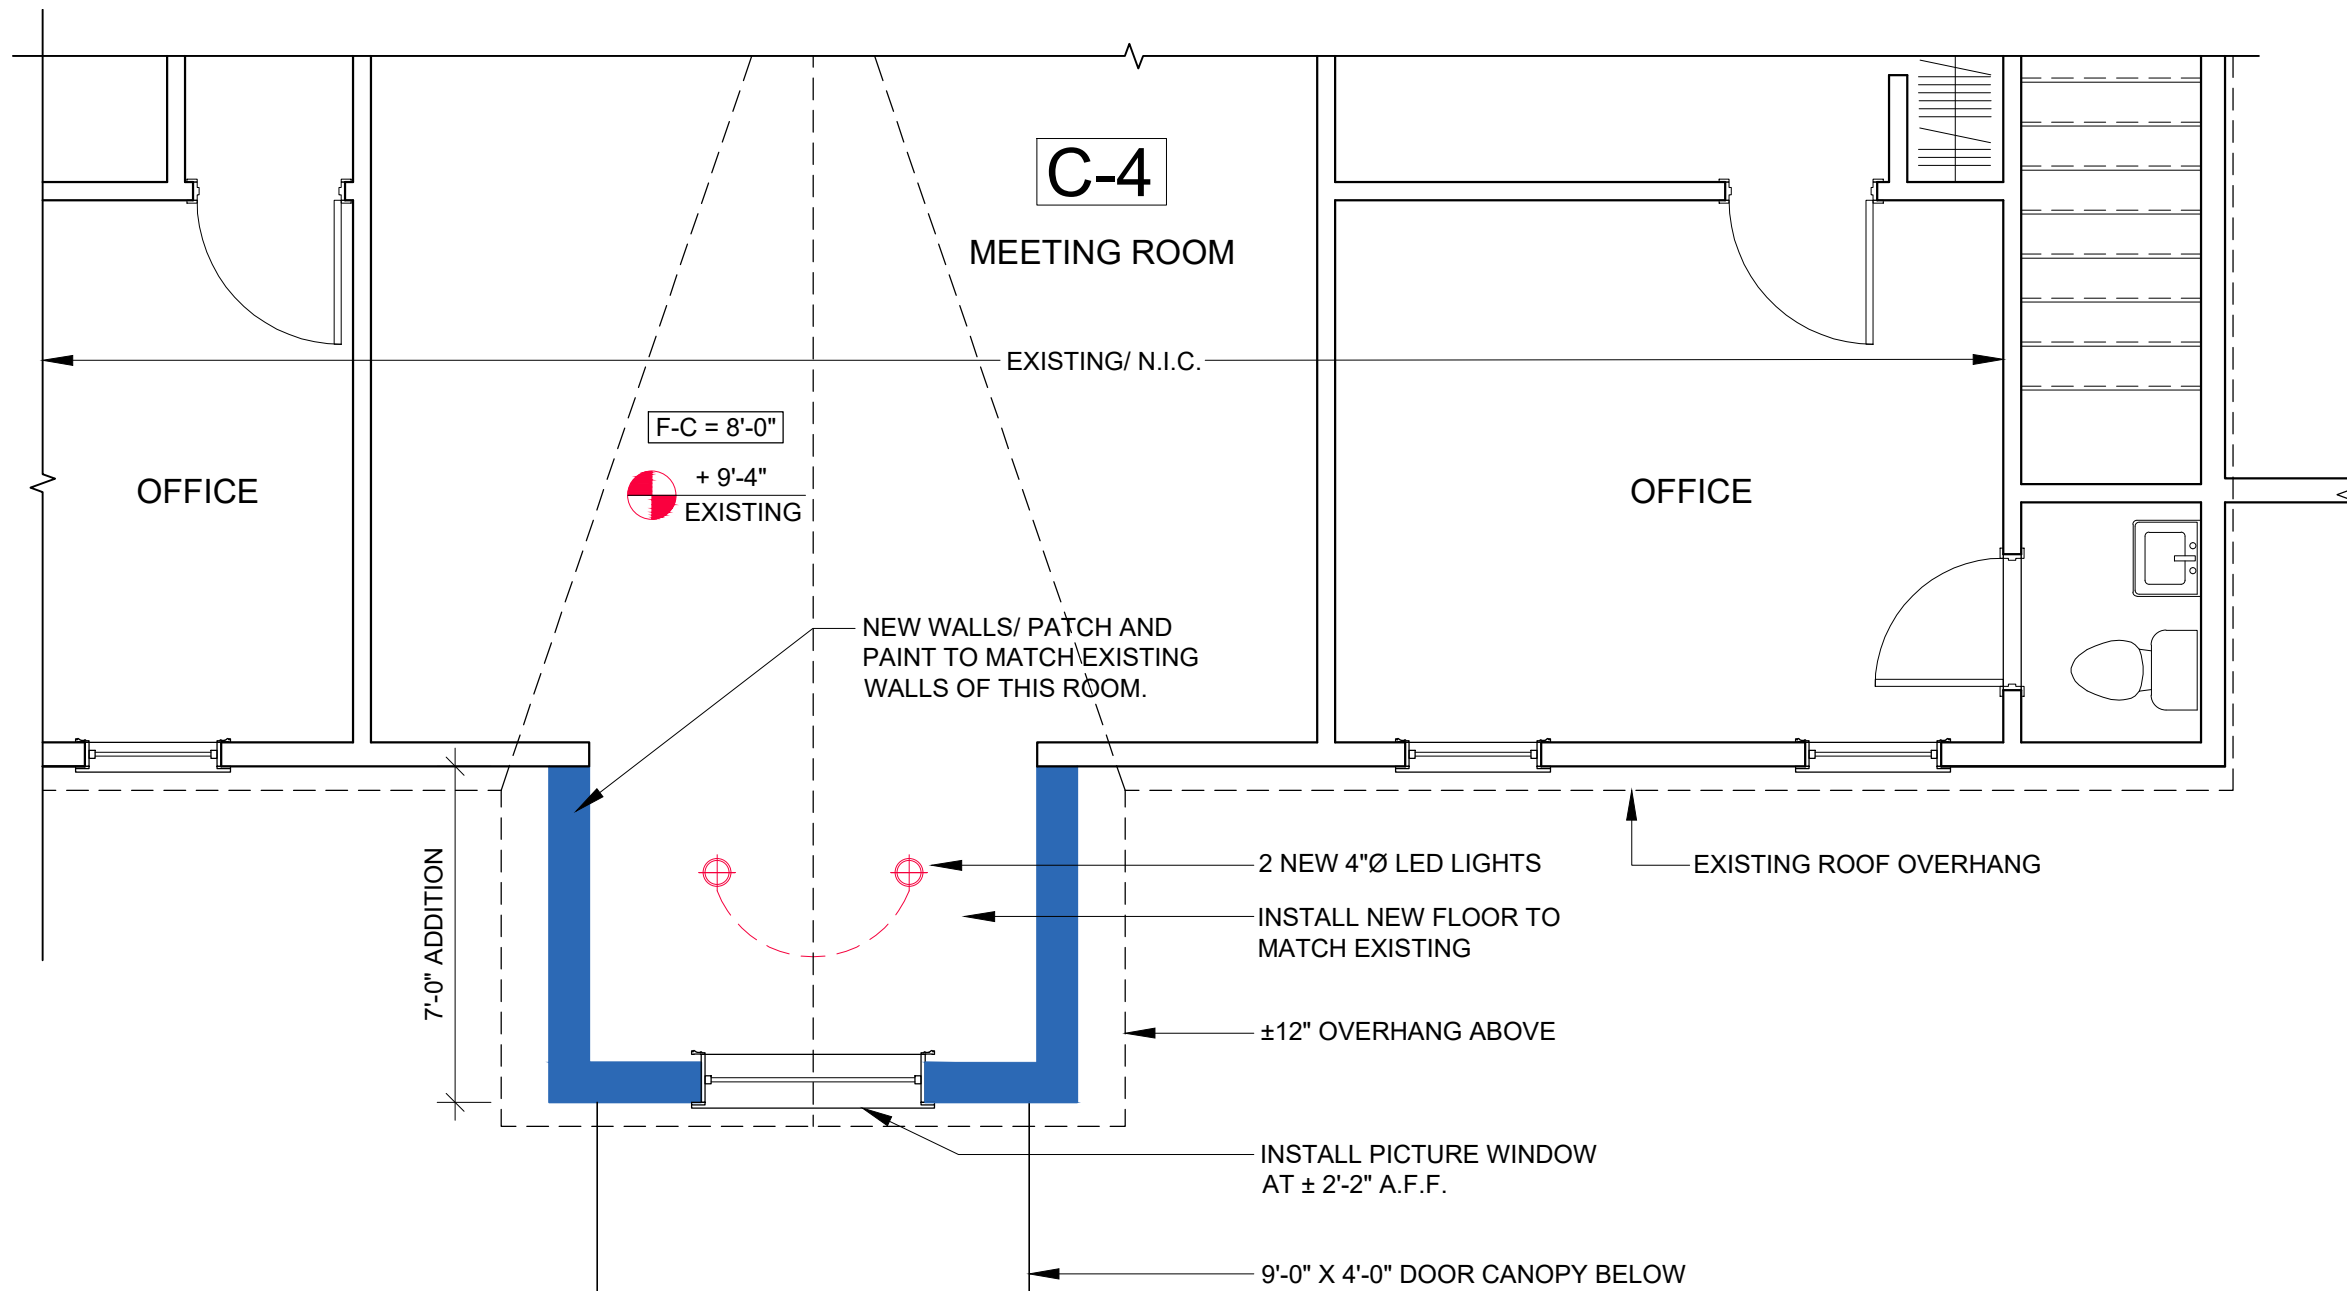 C-4
MEETING ROOM
EXISTING/ N.I.C.
F-C = 8'-0"
+ 9'-4"
EXISTING
OFFICE
OFFICE
NEW WALLS/ PATCH AND
PAINT TO MATCH EXISTING
WALLS OF THIS ROOM.
7'-0" ADDITION
2 NEW 4"Ø LED LIGHTS
EXISTING ROOF OVERHANG
INSTALL NEW FLOOR TO
MATCH EXISTING
±12" OVERHANG ABOVE
INSTALL PICTURE WINDOW
AT ± 2'-2" A.F.F.
9'-0" X 4'-0" DOOR CANOPY BELOW